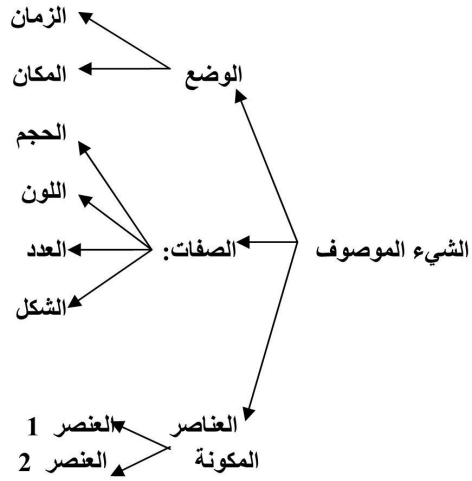 الشيء الموصوف
الوضع
الزمان
المكان
الصفات:
الحجم
اللون
العدد
الشكل
العناصر
المكونة
العنصر 1
العنصر 2